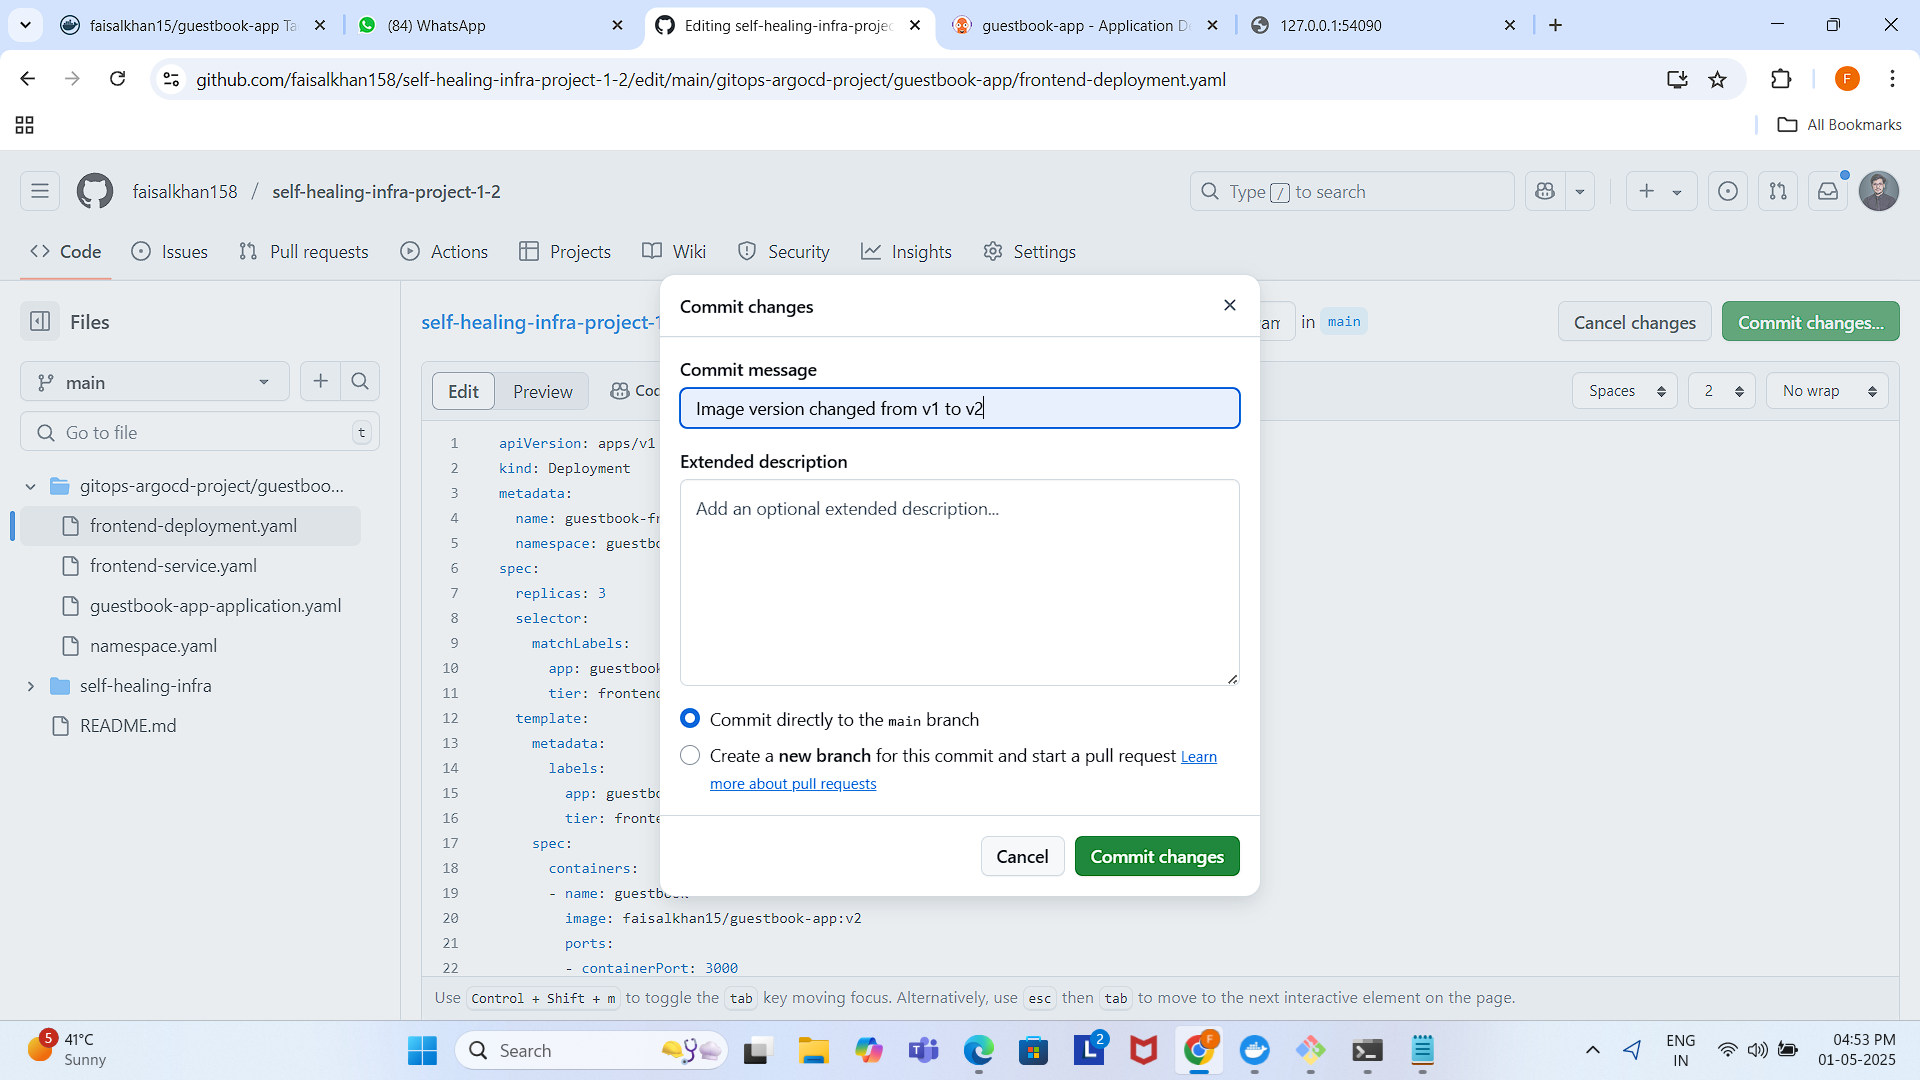 faisalkhan15/guestbook-app Ta
(84) WhatsApp
Editing self-healing-infra-projec
guestbook-app - Application De
127.0.0.1:54090
github.com/faisalkhan158/self-healing-infra-project-1-2/edit/main/gitops-argocd-project/guestbook-app/frontend-deployment.yaml
F
All Bookmarks
faisalkhan158 / self-healing-infra-project-1-2
Type / to search
Code
Issues
Pull requests
Actions
Projects
Wiki
Security
Insights
Settings
Files
main
Go to file
t
gitops-argocd-project/guestboo...
frontend-deployment.yaml
frontend-service.yaml
guestbook-app-application.yaml
namespace.yaml
self-healing-infra
README.md
self-healing-infra-project-1
in main
Cancel changes
Commit changes...
Edit
Preview
Spaces
2
No wrap
1 apiVersion: apps/v1
2 kind: Deployment
3 metadata:
4 name: guestbook-fr
5 namespace: guestbo
6 spec:
7 replicas: 3
8 selector:
9 matchLabels:
10 app: guestbook
11 tier: frontend
12 template:
13 metadata:
14 labels:
15 app: guestbo
16 tier: fronte
17 spec:
18 containers:
19 - name: guestbook
20 image: faisalkhan15/guestbook-app:v2
21 ports:
22 - containerPort: 3000
Use Control + Shift + m to toggle the tab key moving focus. Alternatively, use esc then tab to move to the next interactive element on the page.
Commit changes
Commit message
Image version changed from v1 to v2
Extended description
Add an optional extended description...
Commit directly to the main branch
Create a new branch for this commit and start a pull request Learn
more about pull requests
Cancel
Commit changes
5
41°C
Sunny
Search
2
F
ENG
IN
04:53 PM
01-05-2025